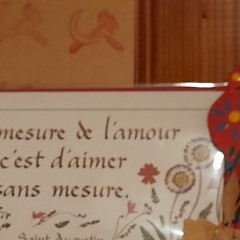 mesure de l'amour
c'est d'aimer
sans mesure.
Saint Augustin